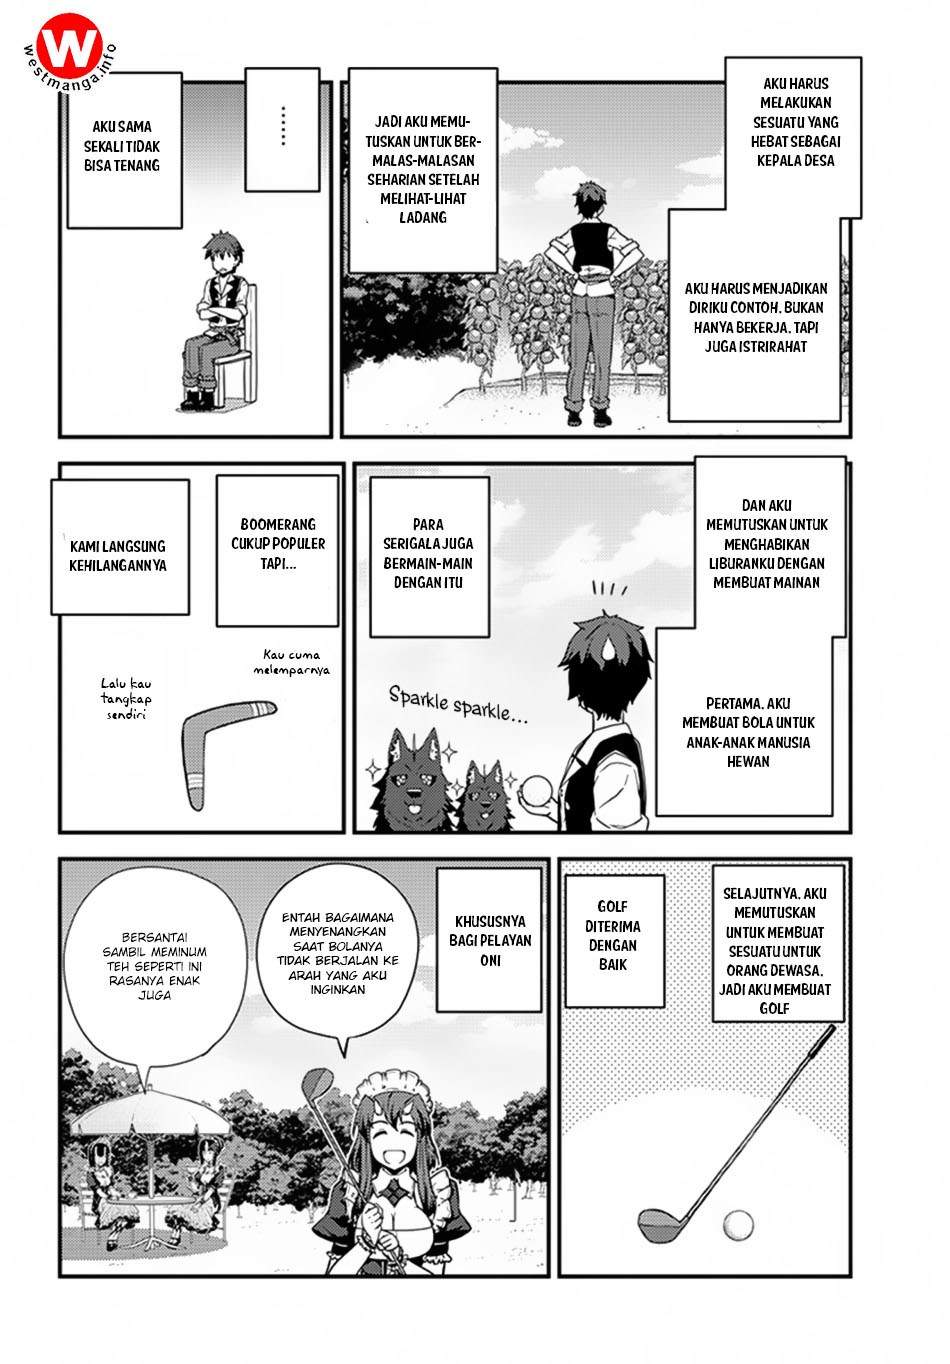 W
westmanga.info
AKU HARUS
MELAKUKAN
SESUATU YANG
HEBAT SEBAGAI
KEPALA DESA
AKU HARUS MENJADIKAN
DIRIKU CONTOH. BUKAN
HANYA BEKERJA. TAPI
JUGA ISTRIRAHAT
JADI AKU MEMU-
TUSKAN UNTUK BER-
MALAS-MALASAN
SEHARIAN SETELAH
MELIHAT-LIHAT
LADANG
.......
AKU SAMA
SEKALI TIDAK
BISA TENANG
DAN AKU
MEMUTUSKAN UNTUK
MENGHABIKAN
LIBURANKU DENGAN
MEMBUAT MAINAN
PERTAMA. AKU
MEMBUAT BOLA UNTUK
ANAK-ANAK MANUSIA
HEWAN
PARA
SERIGALA JUGA
BERMAIN-MAIN
DENGAN ITU
Sparkle sparkle...
BOOMERANG
CUKUP POPULER
TAPI...
KAMI LANGSUNG
KEHILANGANNYA
Kau cuma
melemparnya
Lalu kau
tangkap
sendiri
SELAJUTNYA. AKU
MEMUTUSKAN
UNTUK MEMBUAT
SESUATU UNTUK
ORANG DEWASA.
JADI AKU MEMBUAT
GOLF
GOLF
DITERIMA
DENGAN
BAIK
KHUSUSNYA
BAGI PELAYAN
ONI
ENTAH BAGAIMANA
MENYENANGKAN
SAAT BOLANYA
TIDAK BERJALAN KE
ARAH YANG AKU
INGINKAN
BERSANTAI
SAMBIL MEMINUM
TEH SEPERTI INI
RASANYA ENAK
JUGA